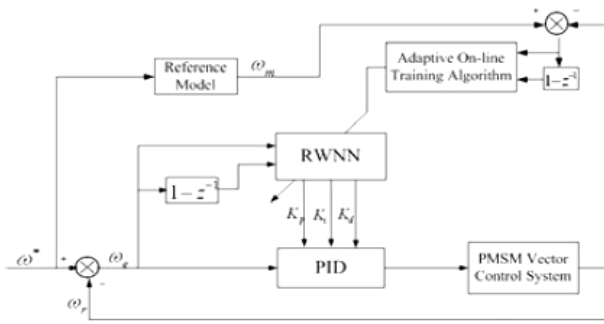 +
−
Reference
Model
ω_m
Adaptive On-line
Training Algorithm
1−z⁻¹
RWNN
1−z⁻¹
K_p K_i K_d
ω* + ω_e
−
PID
PMSM Vector
Control System
ω_r